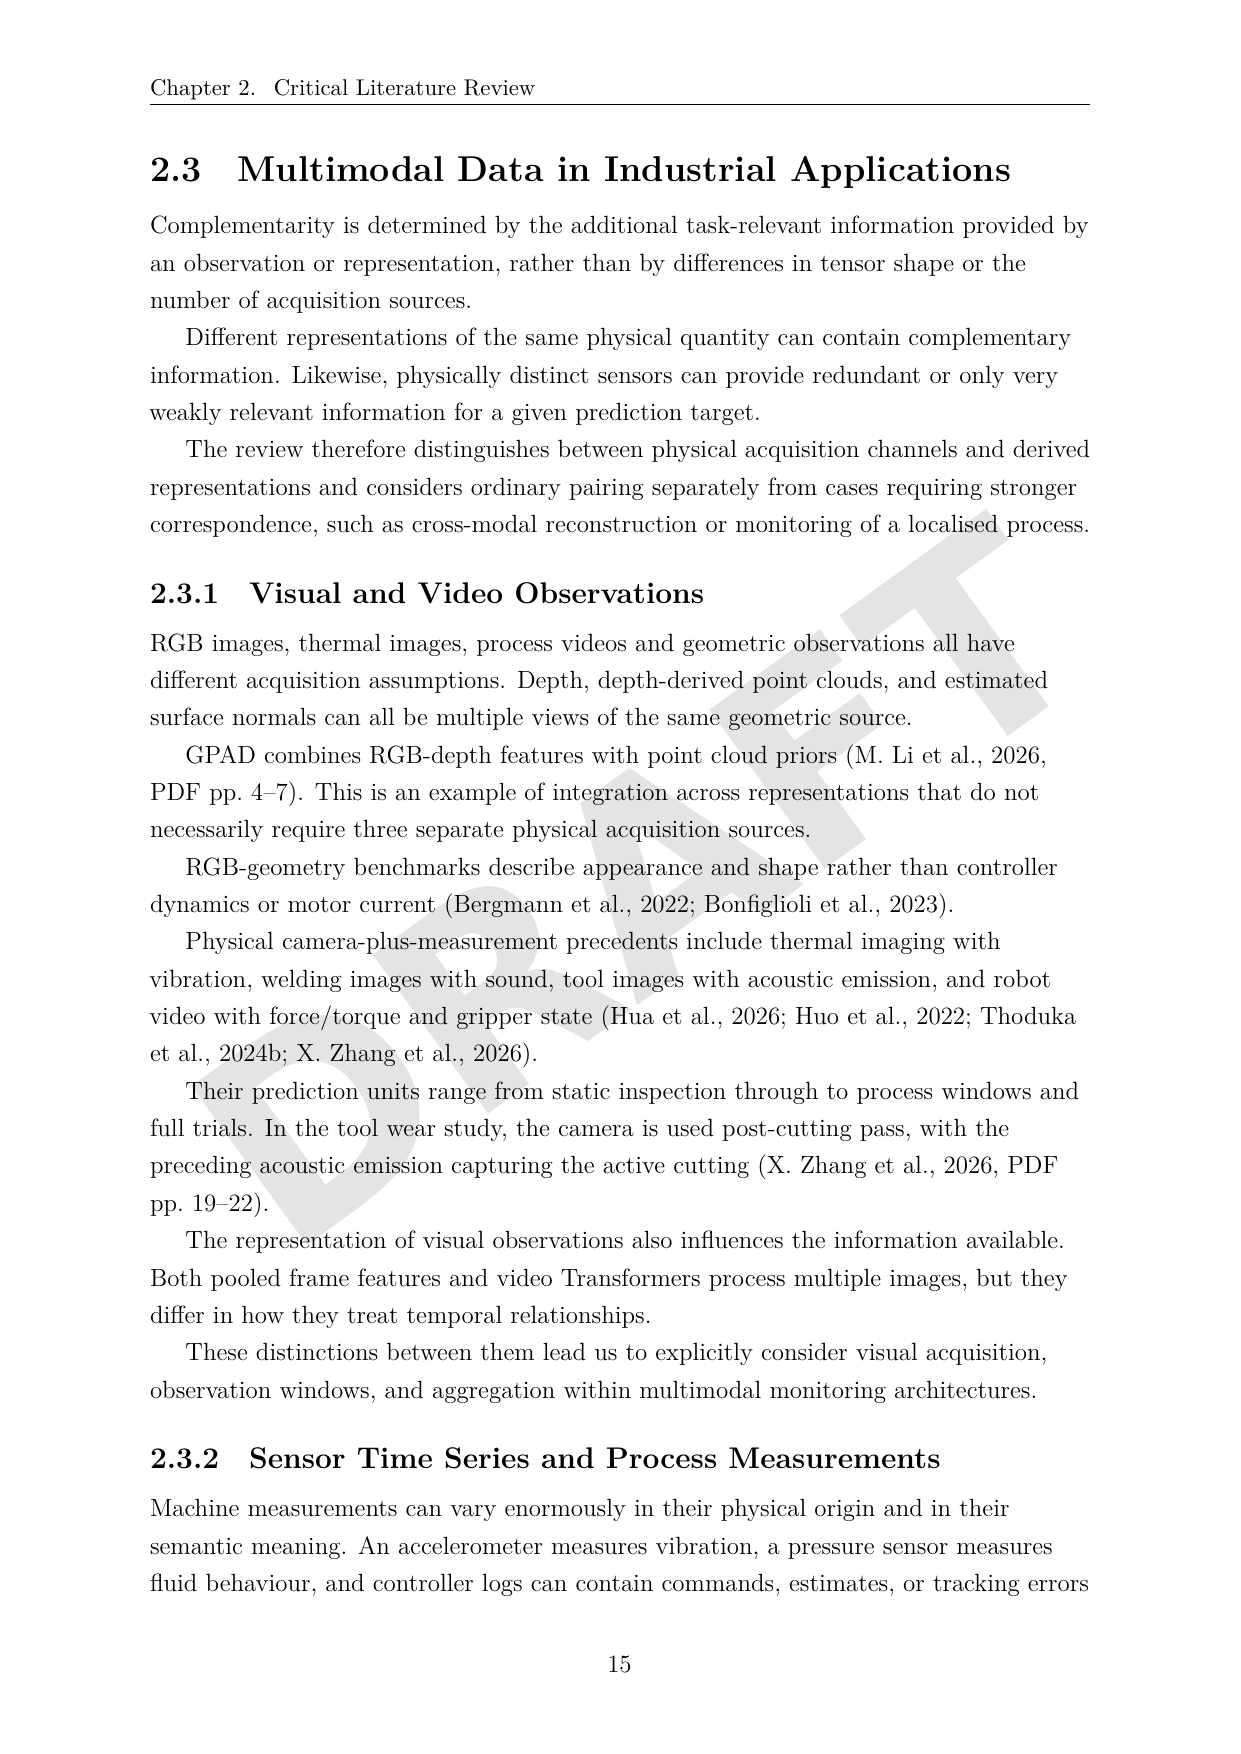 Chapter 2. Critical Literature Review
2.3 Multimodal Data in Industrial Applications
Complementarity is determined by the additional task-relevant information provided by
an observation or representation, rather than by differences in tensor shape or the
number of acquisition sources.
Different representations of the same physical quantity can contain complementary
information. Likewise, physically distinct sensors can provide redundant or only very
weakly relevant information for a given prediction target.
The review therefore distinguishes between physical acquisition channels and derived
representations and considers ordinary pairing separately from cases requiring stronger
correspondence, such as cross-modal reconstruction or monitoring of a localised process.
2.3.1 Visual and Video Observations
RGB images, thermal images, process videos and geometric observations all have
different acquisition assumptions. Depth, depth-derived point clouds, and estimated
surface normals can all be multiple views of the same geometric source.
GPAD combines RGB-depth features with point cloud priors (M. Li et al., 2026,
PDF pp. 4–7). This is an example of integration across representations that do not
necessarily require three separate physical acquisition sources.
RGB-geometry benchmarks describe appearance and shape rather than controller
dynamics or motor current (Bergmann et al., 2022; Bonfiglioli et al., 2023).
Physical camera-plus-measurement precedents include thermal imaging with
vibration, welding images with sound, tool images with acoustic emission, and robot
video with force/torque and gripper state (Hua et al., 2026; Huo et al., 2022; Thoduka
et al., 2024b; X. Zhang et al., 2026).
Their prediction units range from static inspection through to process windows and
full trials. In the tool wear study, the camera is used post-cutting pass, with the
preceding acoustic emission capturing the active cutting (X. Zhang et al., 2026, PDF
pp. 19–22).
The representation of visual observations also influences the information available.
Both pooled frame features and video Transformers process multiple images, but they
differ in how they treat temporal relationships.
These distinctions between them lead us to explicitly consider visual acquisition,
observation windows, and aggregation within multimodal monitoring architectures.
2.3.2 Sensor Time Series and Process Measurements
Machine measurements can vary enormously in their physical origin and in their
semantic meaning. An accelerometer measures vibration, a pressure sensor measures
fluid behaviour, and controller logs can contain commands, estimates, or tracking errors
15
DRAFT